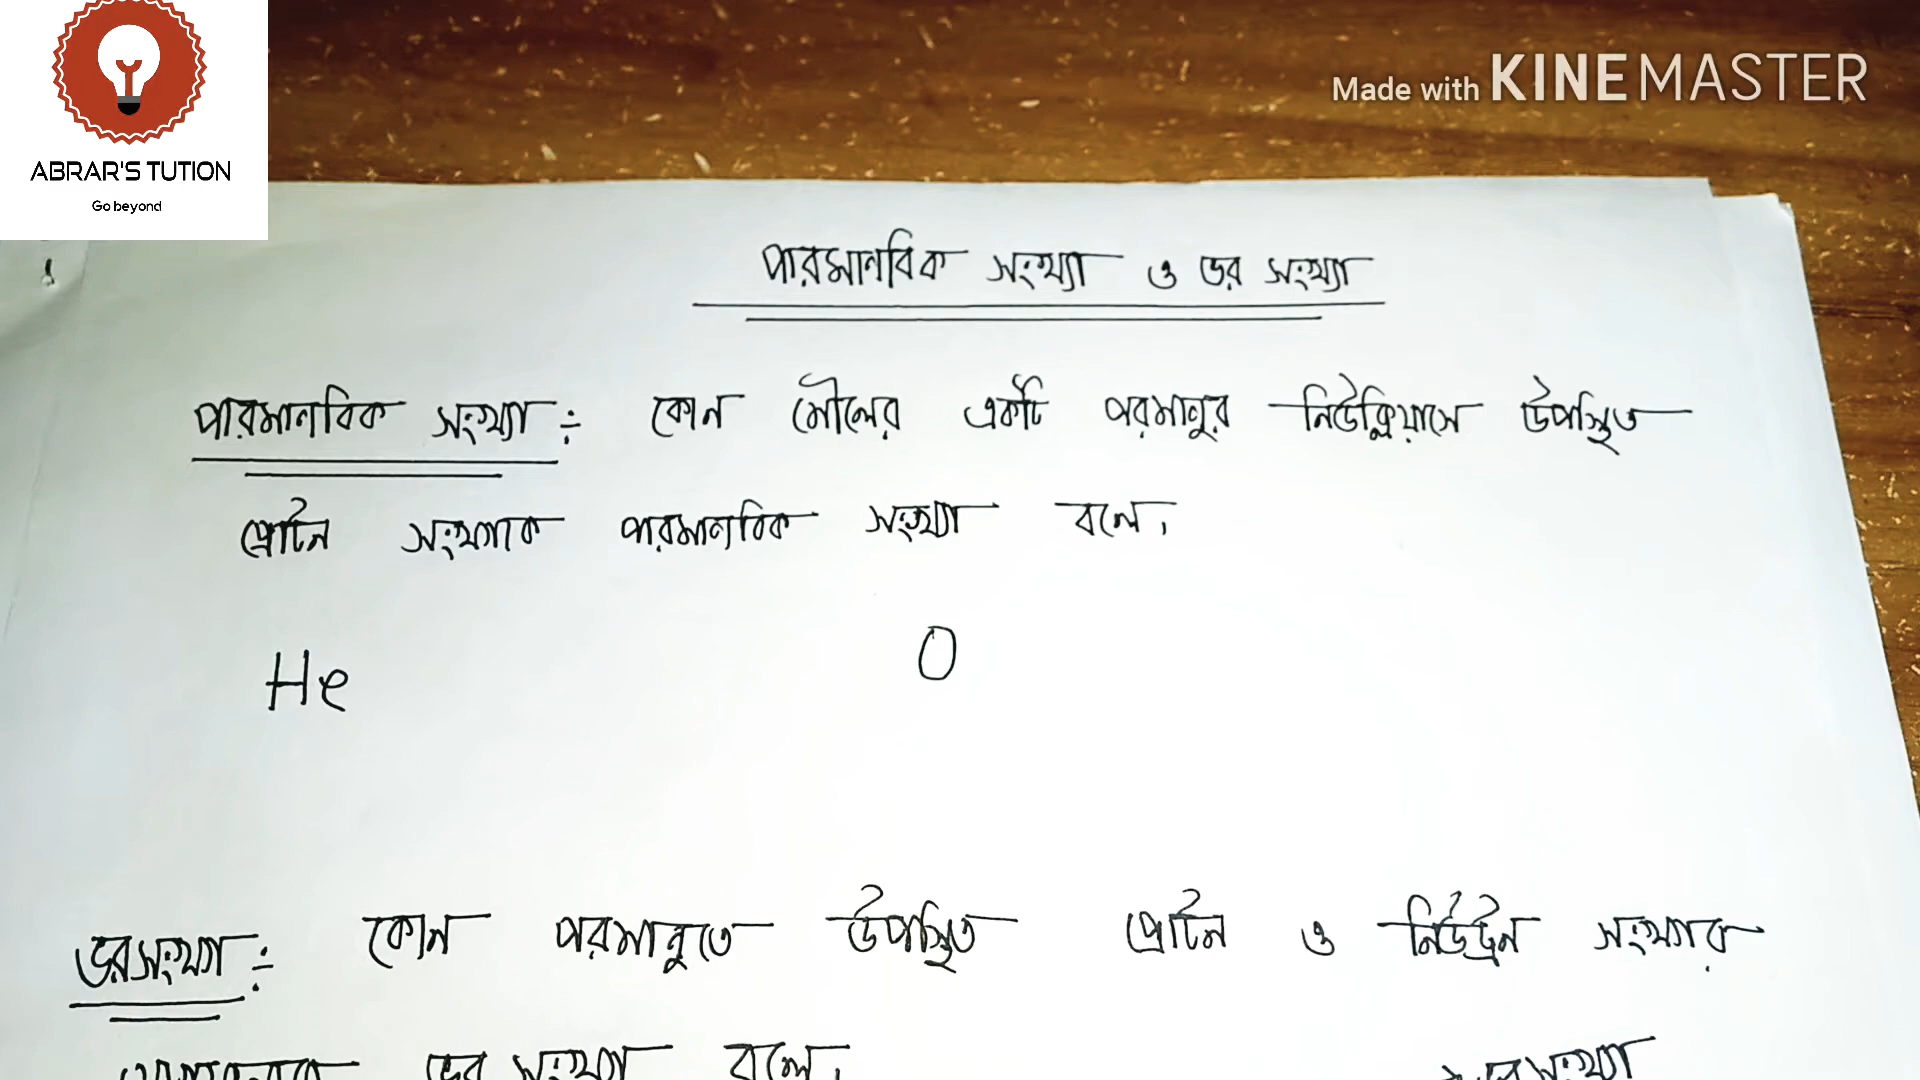 ABRAR'S TUTION
Go beyond
Made with KINEMASTER
পারমানবিক সংখ্যা ও ভর সংখ্যা
পারমানবিক সংখ্যা : কোন মৌলের একটি পরমানুর নিউক্লিয়াসে উপস্থিত
প্রোটন সংখ্যাকে পারমানবিক সংখ্যা বলে।
He O
ভরসংখ্যা : কোন পরমানুতে উপস্থিত প্রোটন ও নিউট্রন সংখ্যার
ভর সংখ্যা বলে।